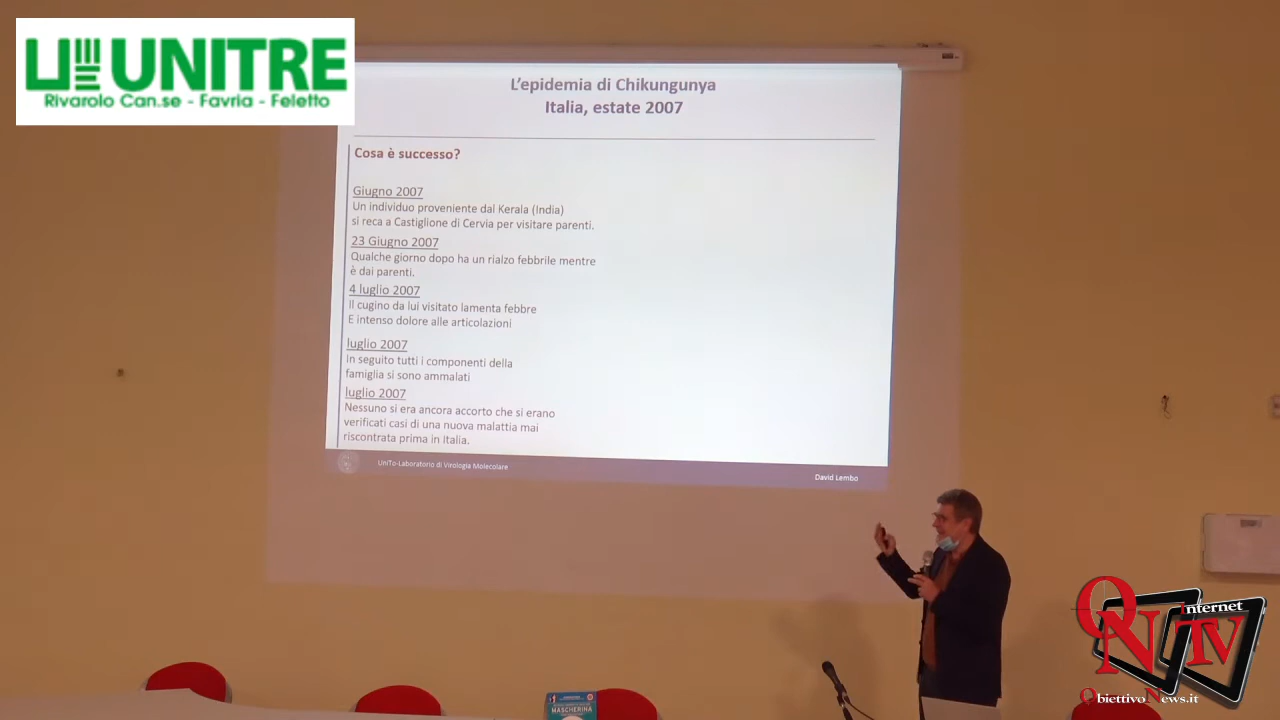 UNITRE
Rivarolo Can.se - Favria - Feletto
L'epidemia di Chikungunya
Italia, estate 2007
Cosa è successo?
Giugno 2007
Un individuo proveniente dal Kerala (India)
si reca a Castiglione di Cervia per visitare parenti.
23 Giugno 2007
Qualche giorno dopo ha un rialzo febbrile mentre
è dai parenti.
4 luglio 2007
Il cugino da lui visitato lamenta febbre
E intenso dolore alle articolazioni
luglio 2007
In seguito tutti i componenti della
famiglia si sono ammalati
luglio 2007
Nessuno si era ancora accorto che si erano
verificati casi di una nuova malattia mai
riscontrata prima in Italia.
UniTo-Laboratorio di Virologia Molecolare
David Lembo
MASCHERINA
QN Internet TV
ObiettivoNews.it